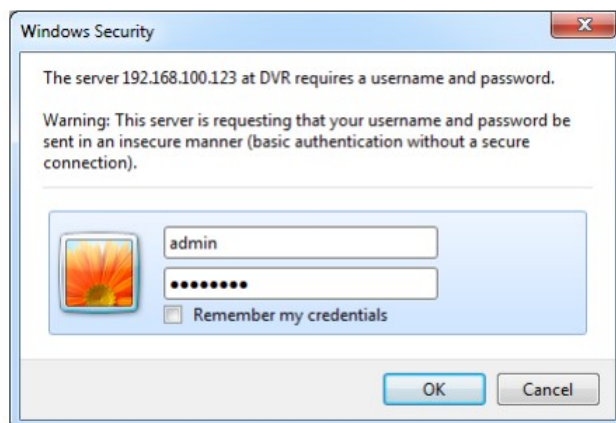 Windows Security
The server 192.168.100.123 at DVR requires a username and password.
Warning: This server is requesting that your username and password be
sent in an insecure manner (basic authentication without a secure
connection).
admin
••••••••
Remember my credentials
OK Cancel